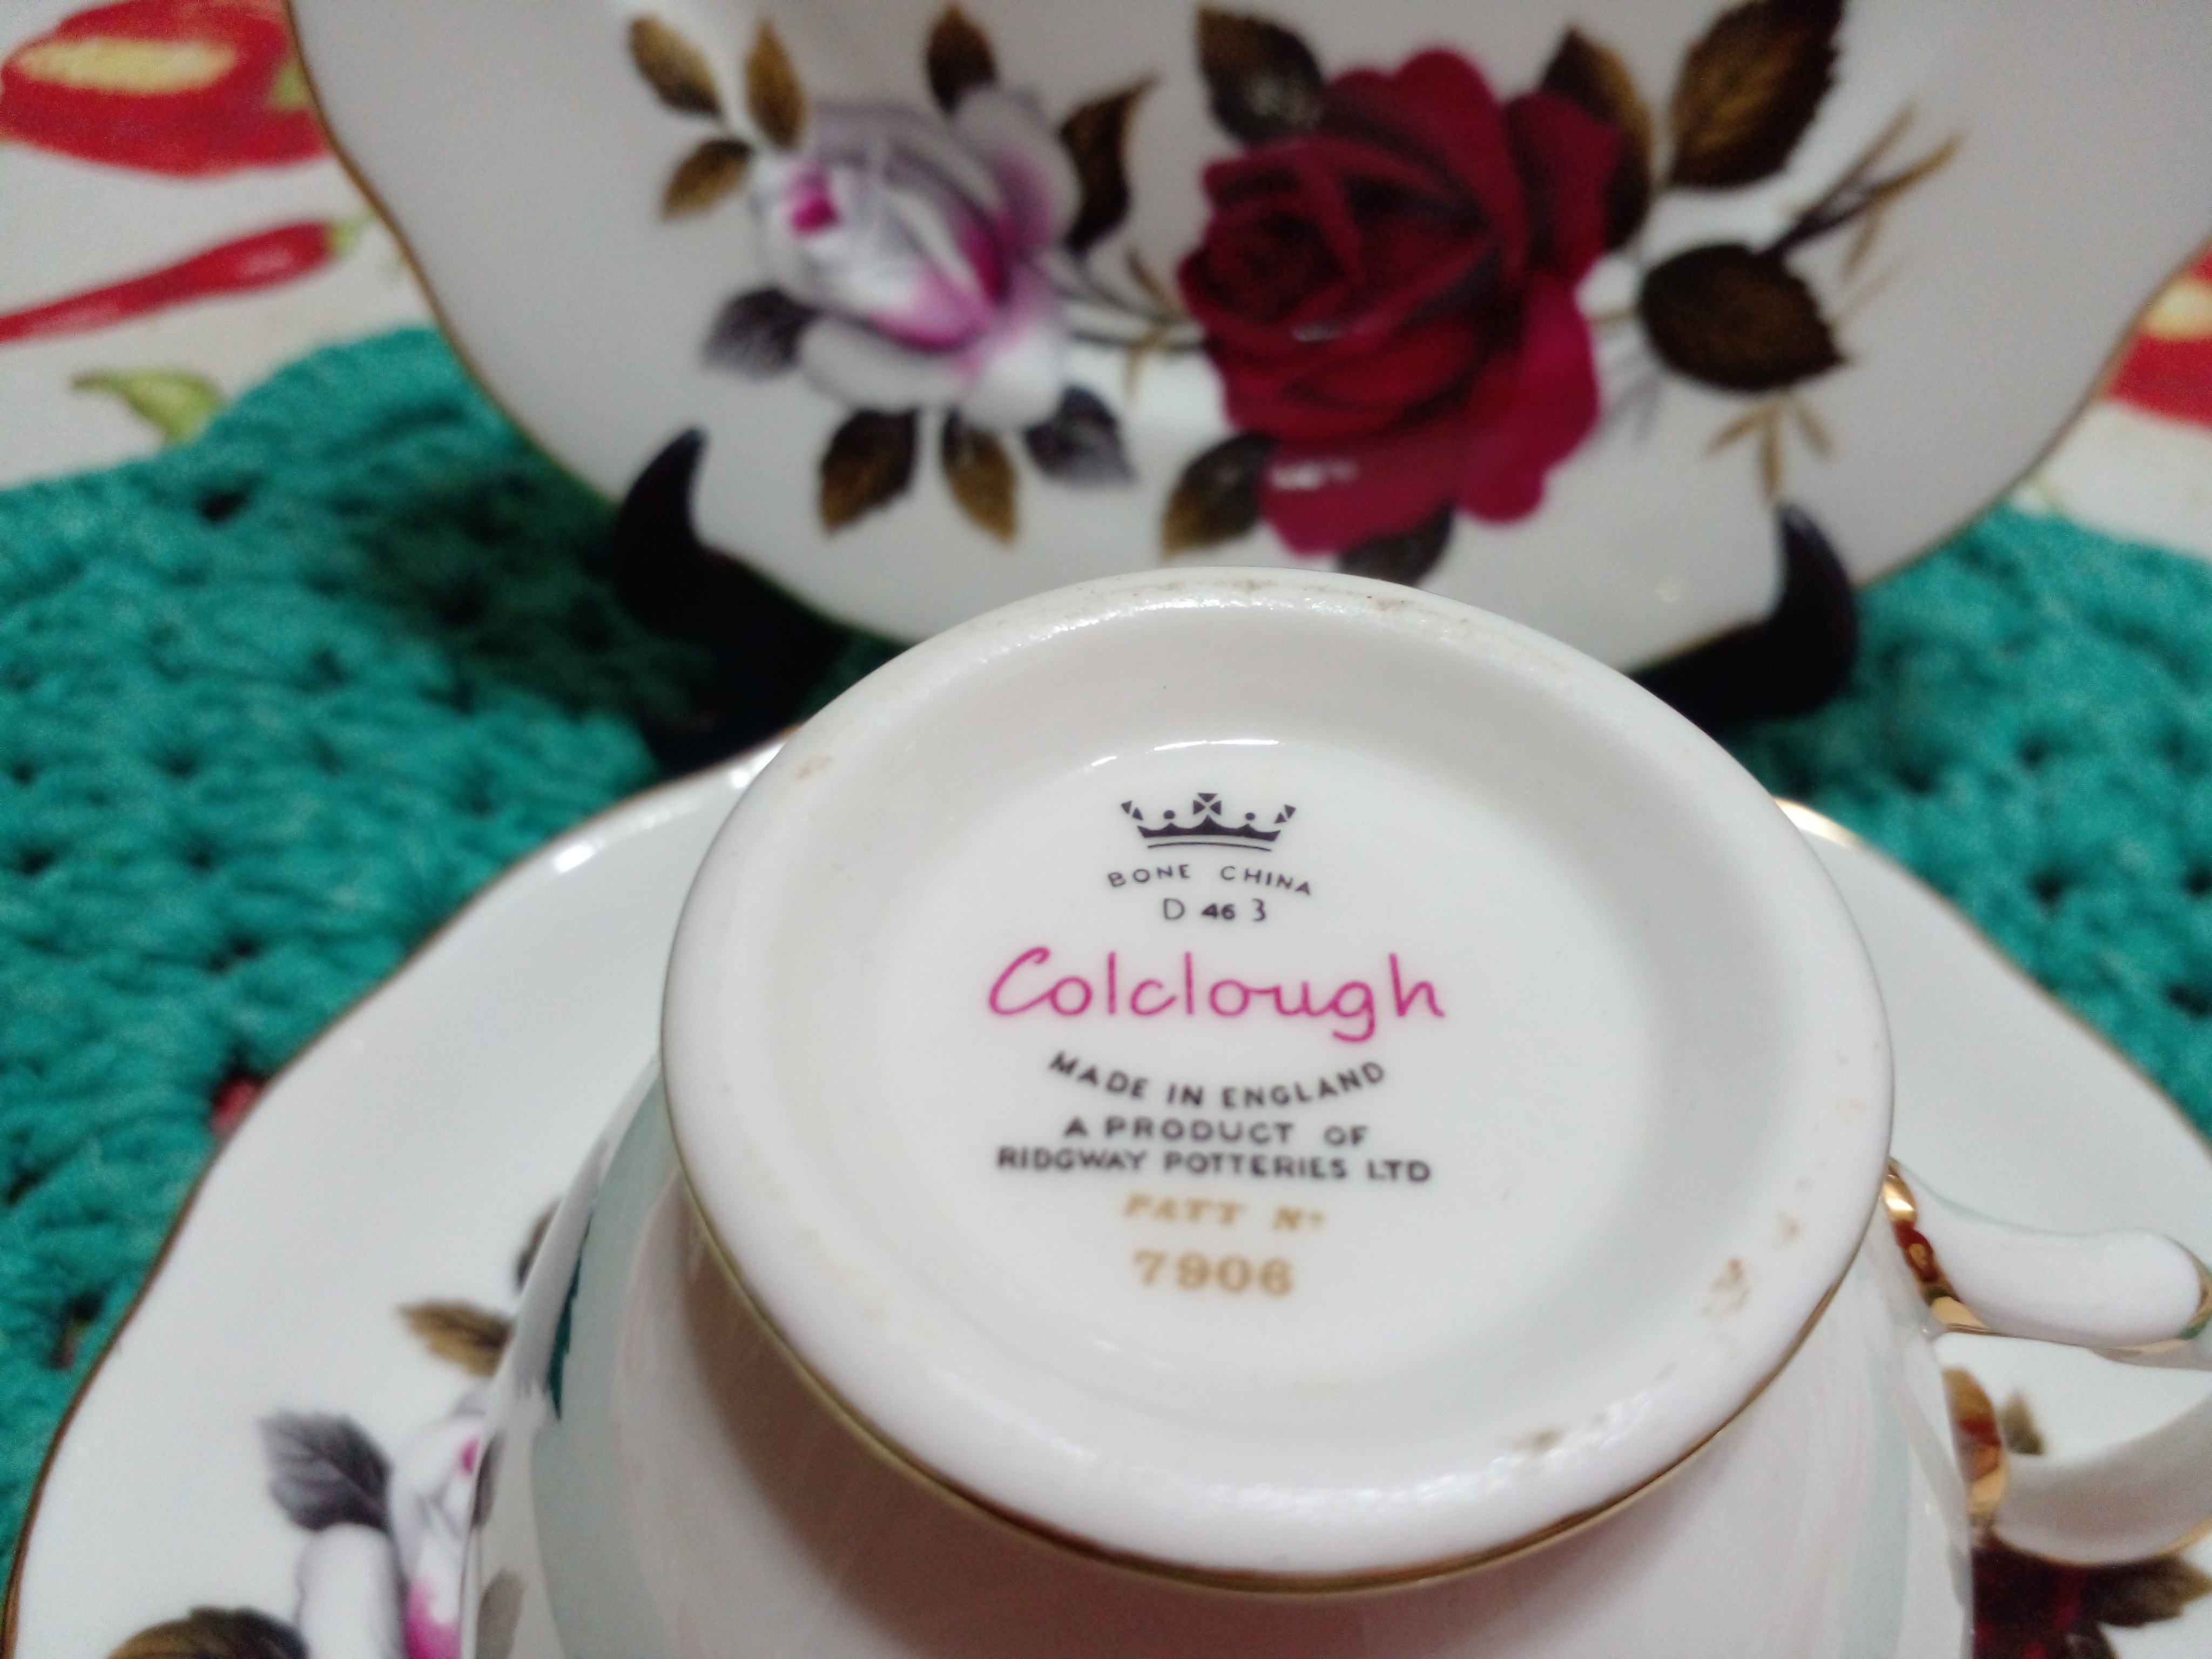 BONE CHINA
D 46 3
Colclough
MADE IN ENGLAND
A PRODUCT OF
RIDGWAY POTTERIES LTD
PATT Nº
7906